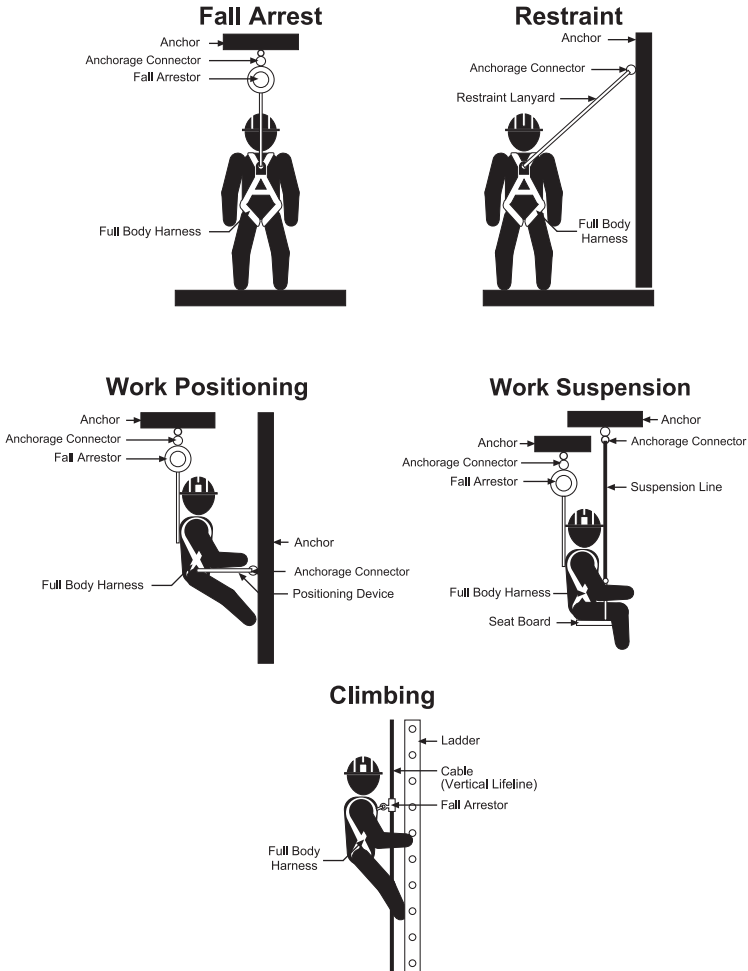 Fall Arrest
Anchor
Anchorage Connector
Fall Arrestor
Full Body Harness
Restraint
Anchor
Anchorage Connector
Restraint Lanyard
Full Body
Harness
Work Positioning
Anchor
Anchorage Connector
Fall Arrestor
Full Body Harness
Anchor
Anchorage Connector
Positioning Device
Work Suspension
Anchor
Anchorage Connector
Anchor
Anchorage Connector
Fall Arrestor
Suspension Line
Full Body Harness
Seat Board
Climbing
Ladder
Cable
(Vertical Lifeline)
Fall Arrestor
Full Body
Harness